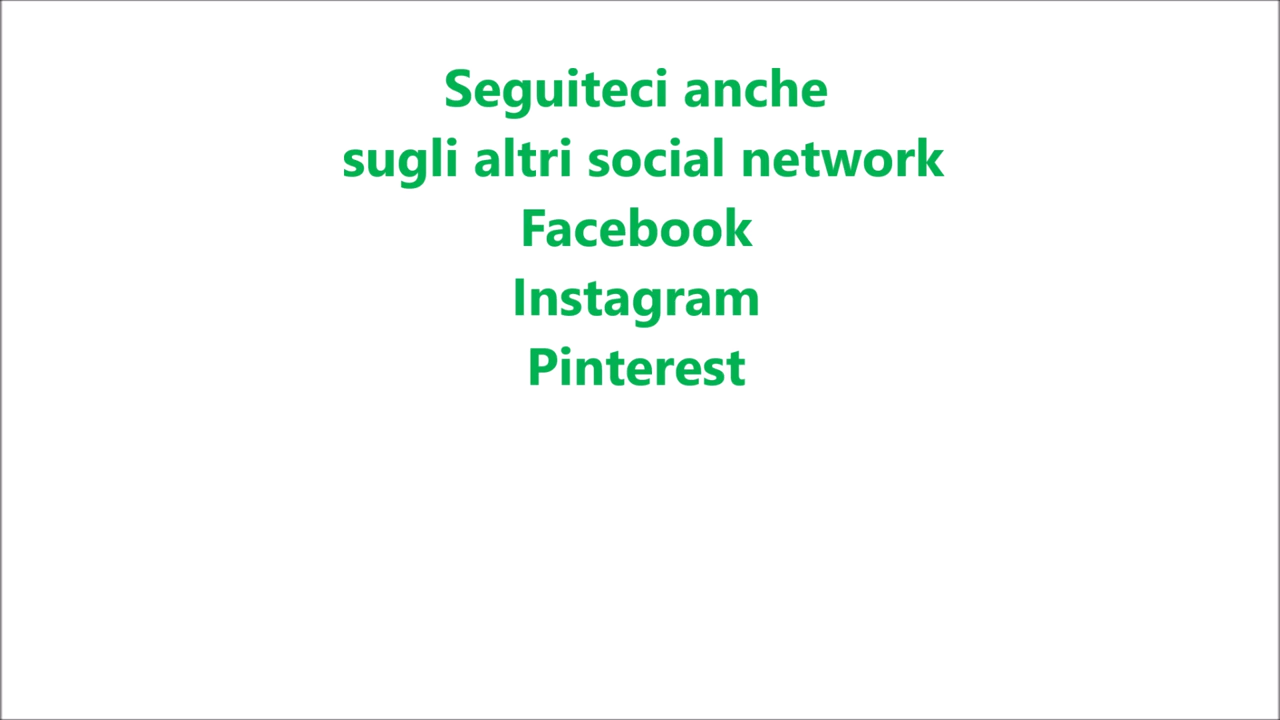 Seguiteci anche
sugli altri social network
Facebook
Instagram
Pinterest